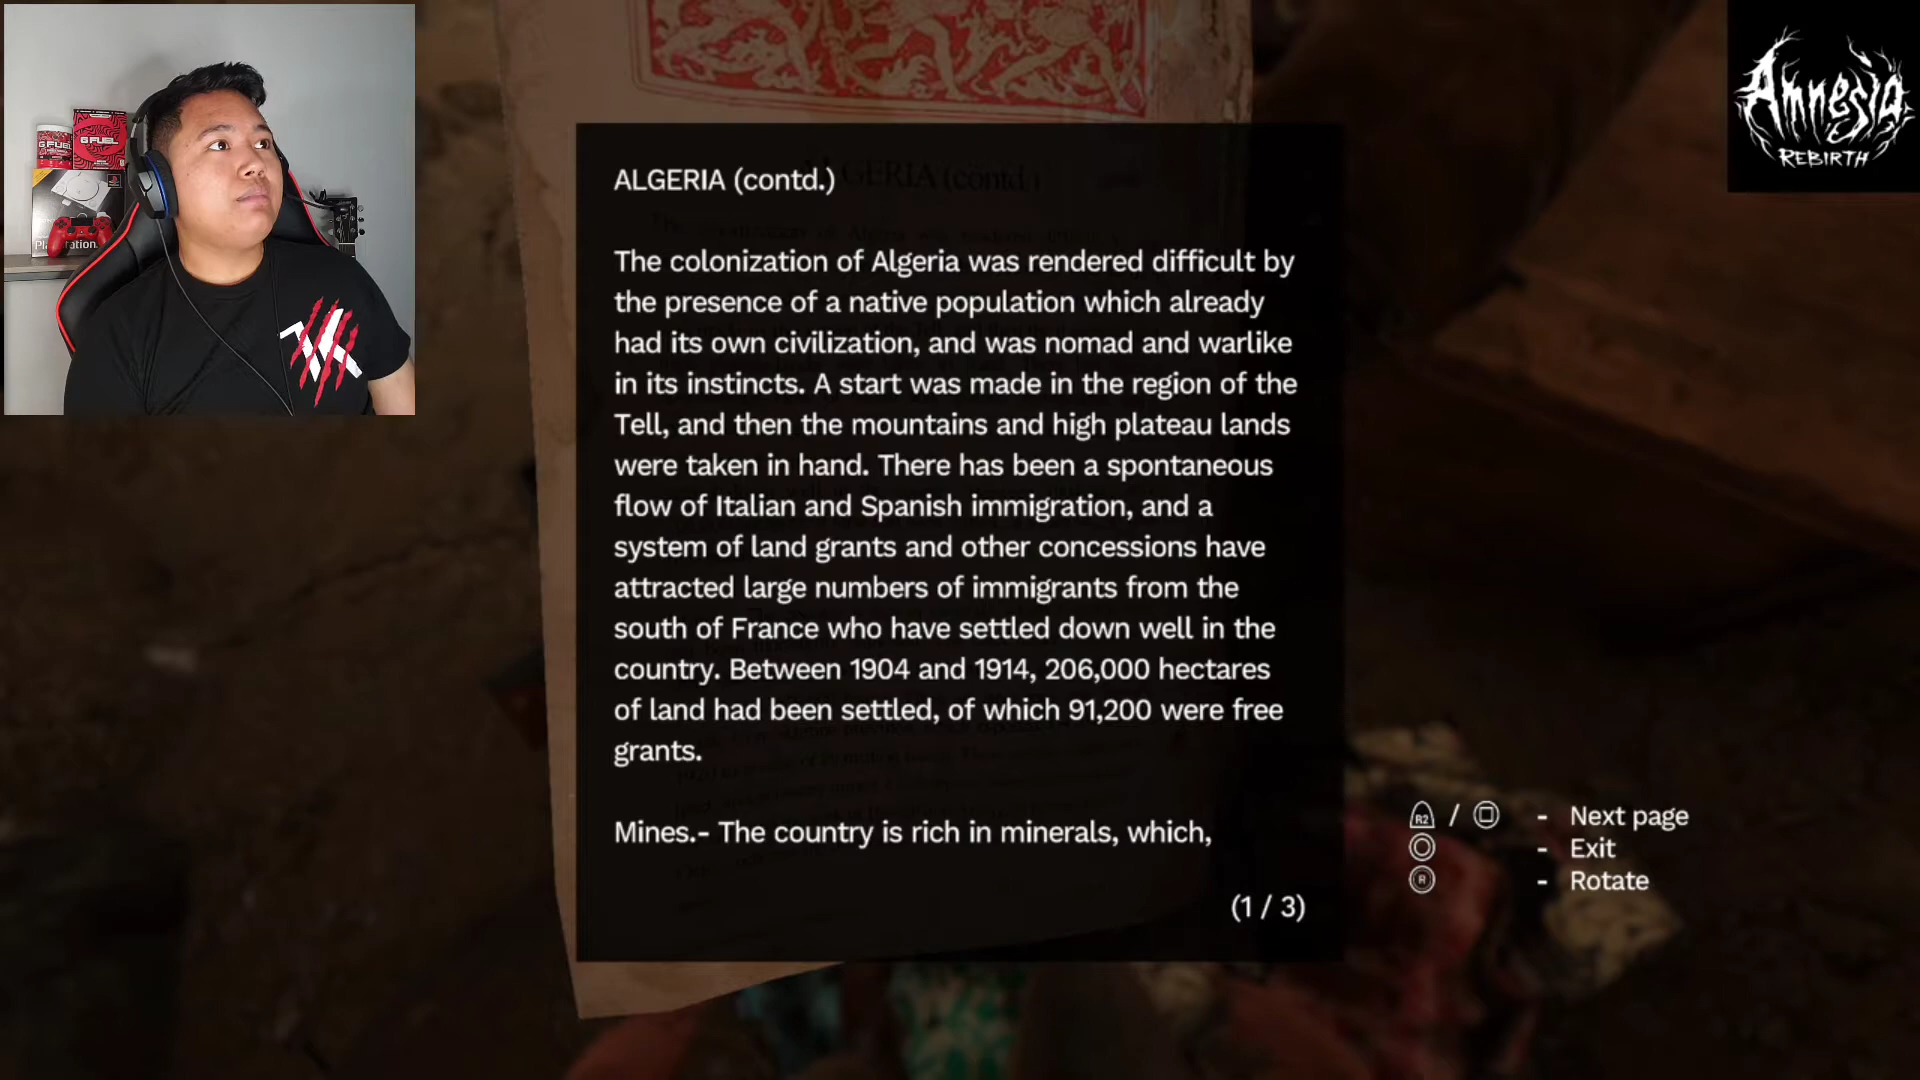 Amnesia
REBIRTH
G FUEL
G FUEL
ALGERIA (contd.)
The colonization of Algeria was rendered difficult by
the presence of a native population which already
had its own civilization, and was nomad and warlike
in its instincts. A start was made in the region of the
Tell, and then the mountains and high plateau lands
were taken in hand. There has been a spontaneous
flow of Italian and Spanish immigration, and a
system of land grants and other concessions have
attracted large numbers of immigrants from the
south of France who have settled down well in the
country. Between 1904 and 1914, 206,000 hectares
of land had been settled, of which 91,200 were free
grants.
Mines.- The country is rich in minerals, which,
(1 / 3)
R2 / - Next page
- Exit
R - Rotate